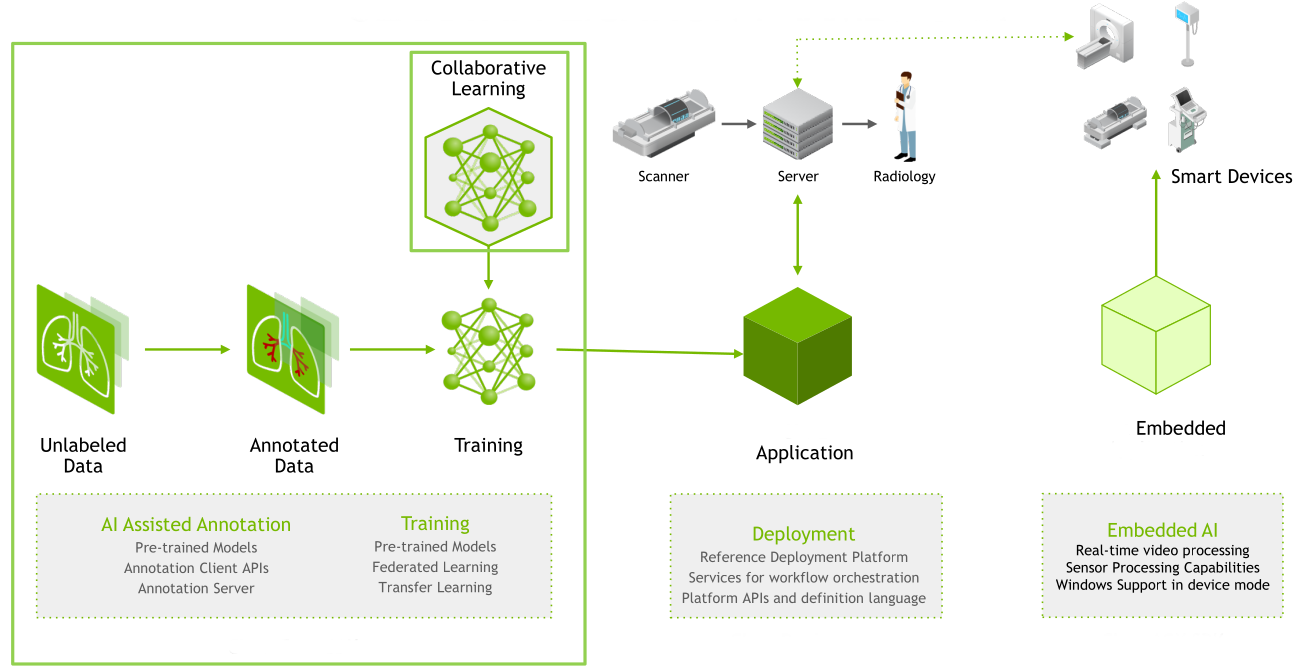 Collaborative
Learning
Scanner
Server
Radiology
Smart Devices
Unlabeled
Data
Annotated
Data
Training
Application
Embedded
AI Assisted Annotation
Pre-trained Models
Annotation Client APIs
Annotation Server
Training
Pre-trained Models
Federated Learning
Transfer Learning
Deployment
Reference Deployment Platform
Services for workflow orchestration
Platform APIs and definition language
Embedded AI
Real-time video processing
Sensor Processing Capabilities
Windows Support in device mode